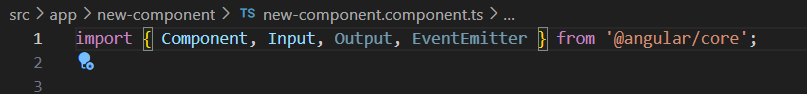 src > app > new-component > TS new-component.component.ts > ...
1 import { Component, Input, Output, EventEmitter } from '@angular/core';
2
3